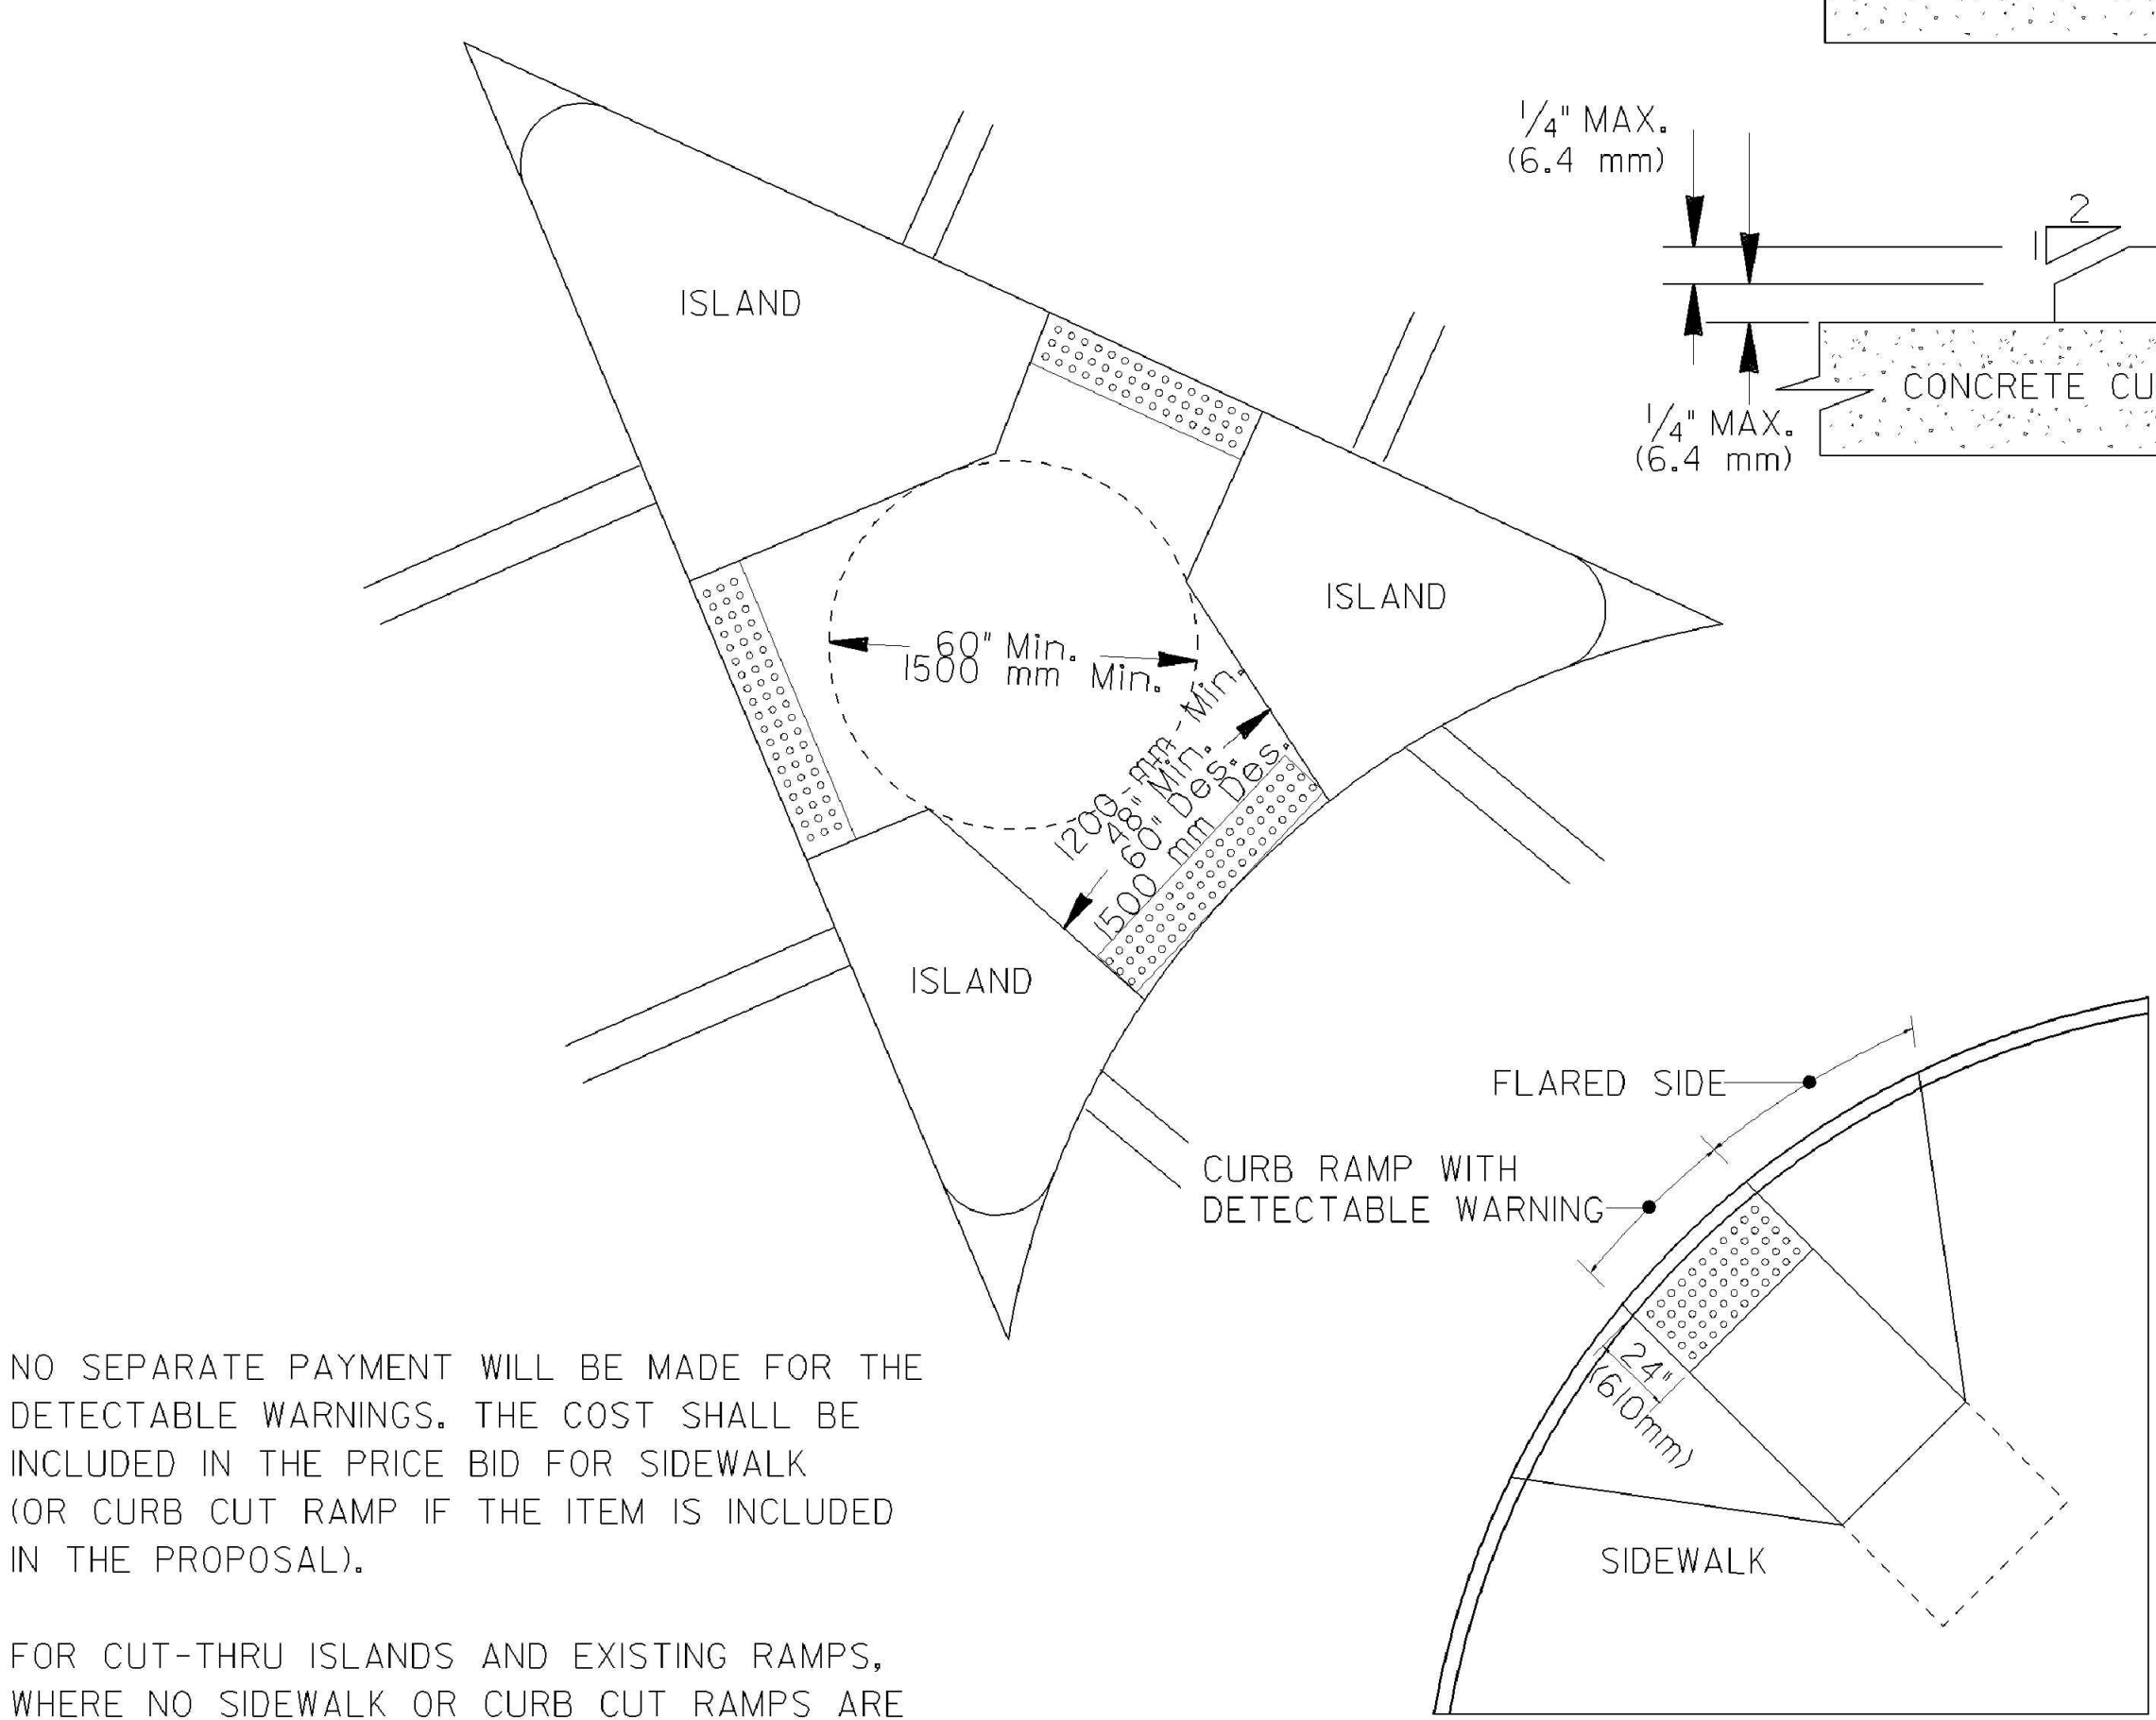 1/4" MAX.
(6.4 mm)
2
1
ISLAND
CONCRETE CU
1/4" MAX.
(6.4 mm)
ISLAND
60" Min.
1500 mm Min.
1200 mm Min.
48" Min.
60" Des.
1500 mm Des.
ISLAND
FLARED SIDE
CURB RAMP WITH
DETECTABLE WARNING
24"
(610mm)
SIDEWALK
NO SEPARATE PAYMENT WILL BE MADE FOR THE
DETECTABLE WARNINGS. THE COST SHALL BE
INCLUDED IN THE PRICE BID FOR SIDEWALK
(OR CURB CUT RAMP IF THE ITEM IS INCLUDED
IN THE PROPOSAL).
FOR CUT-THRU ISLANDS AND EXISTING RAMPS,
WHERE NO SIDEWALK OR CURB CUT RAMPS ARE